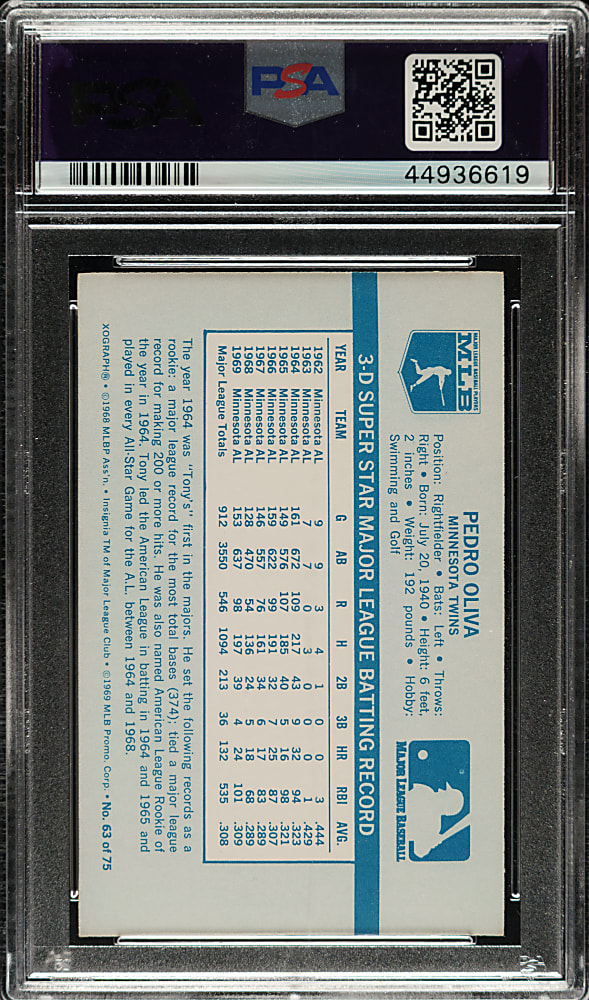 PSA
PSA
44936619
MAJOR LEAGUE BASEBALL PLAYERS
MLB
PEDRO OLIVA
MINNESOTA TWINS
Position: Rightfielder • Bats: Left • Throws:
Right • Born: July 20, 1940 • Height: 6 feet,
2 inches • Weight: 192 pounds • Hobby:
Swimming and Golf
MAJOR LEAGUE BASEBALL
3-D SUPER STAR MAJOR LEAGUE BATTING RECORD
YEAR TEAM G AB R H 2B 3B HR RBI AVG.
1962 Minnesota AL 9 9 3 4 1 0 0 3 .444
1963 Minnesota AL 7 7 0 3 0 0 0 1 .429
1964 Minnesota AL 161 672 109 217 43 9 32 94 .323
1965 Minnesota AL 149 576 107 185 40 5 16 98 .321
1966 Minnesota AL 159 622 99 191 32 7 25 87 .307
1967 Minnesota AL 146 557 76 161 34 6 17 83 .289
1968 Minnesota AL 128 470 54 136 24 5 18 68 .289
1969 Minnesota AL 153 637 98 197 39 4 24 101 .309
Major League Totals 912 3550 546 1094 213 36 132 535 .308
The year 1964 was "Tony's" first in the majors. He set the following records as a
rookie: a major league record for the most total bases (374); tied a major league
record for making 200 or more hits. He was also named American League Rookie of
the year in 1964. Tony led the American League in batting in 1964 and 1965 and
played in every All-Star Game for the A.L. between 1964 and 1968.
XOGRAPH® • ©1968 MLBP Ass'n. • Insignia TM of Major League Club • ©1969 MLB Promo. Corp. • No. 63 of 75